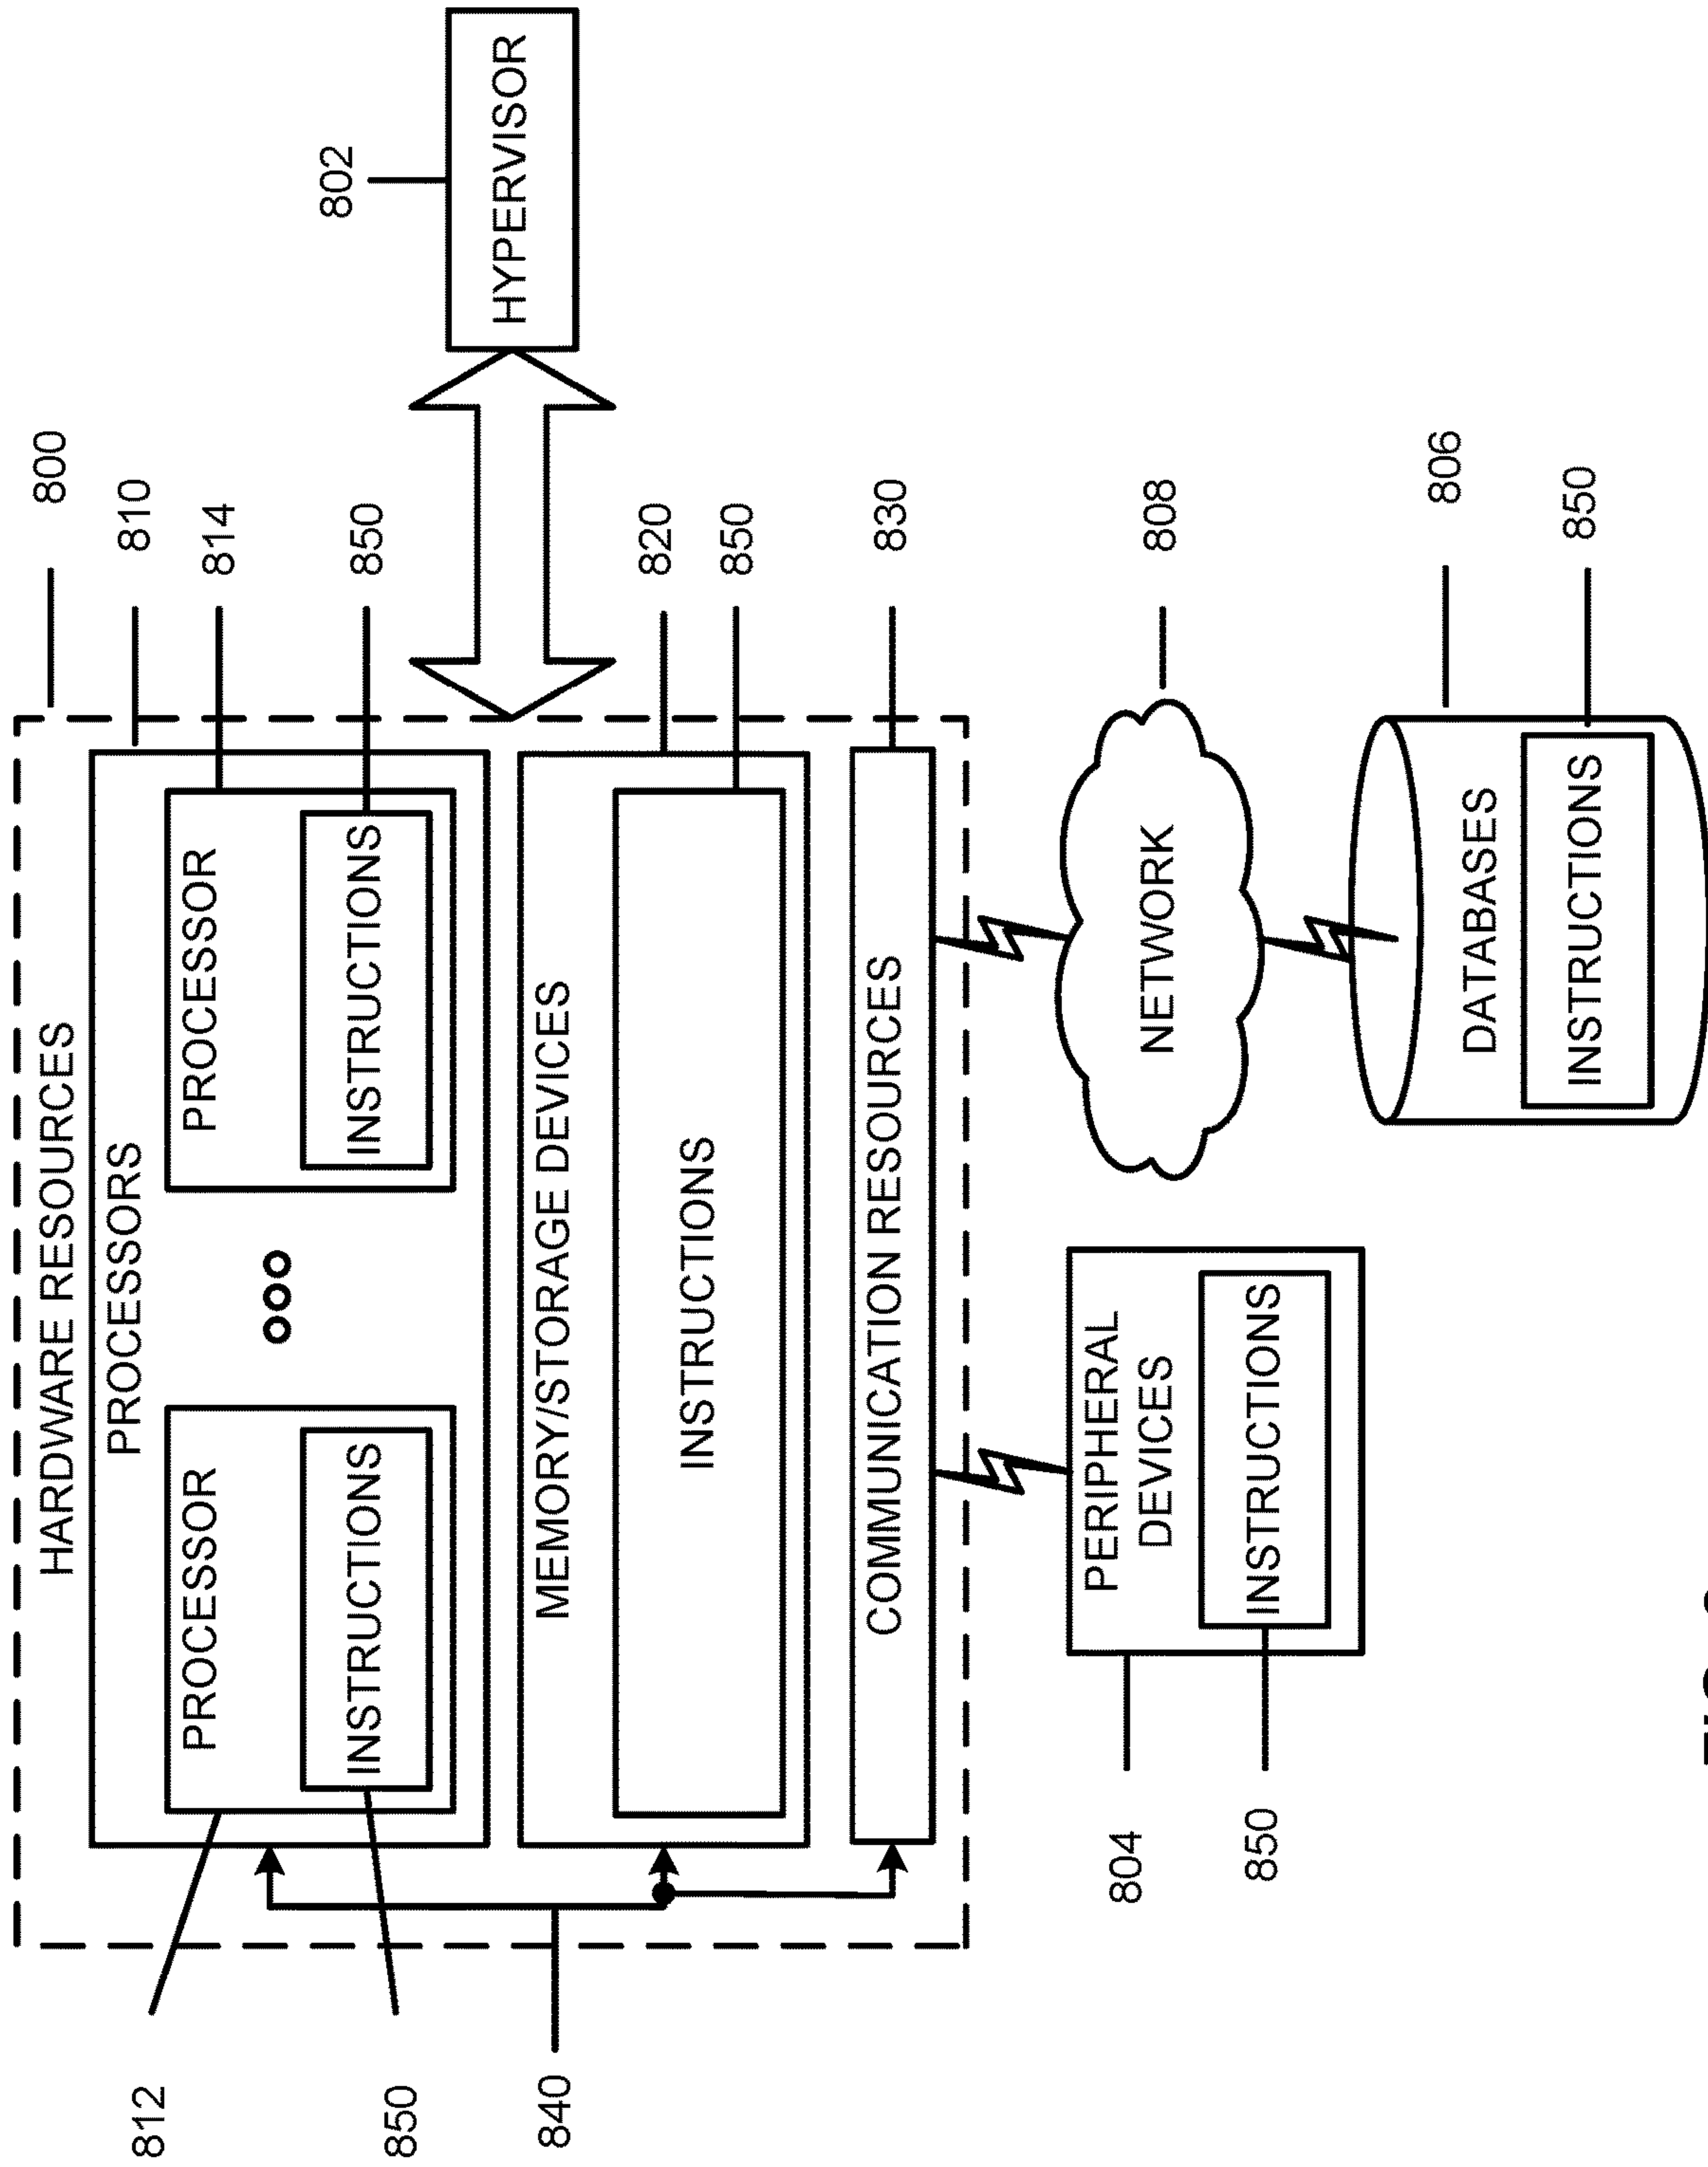 HARDWARE RESOURCES
800
PROCESSORS
810
812
PROCESSOR
PROCESSOR
814
802
850
INSTRUCTIONS
INSTRUCTIONS
850
HYPERVISOR
840
MEMORY/STORAGE DEVICES
820
INSTRUCTIONS
850
COMMUNICATION RESOURCES
830
804
PERIPHERAL
DEVICES
NETWORK
808
850
INSTRUCTIONS
DATABASES
806
INSTRUCTIONS
850